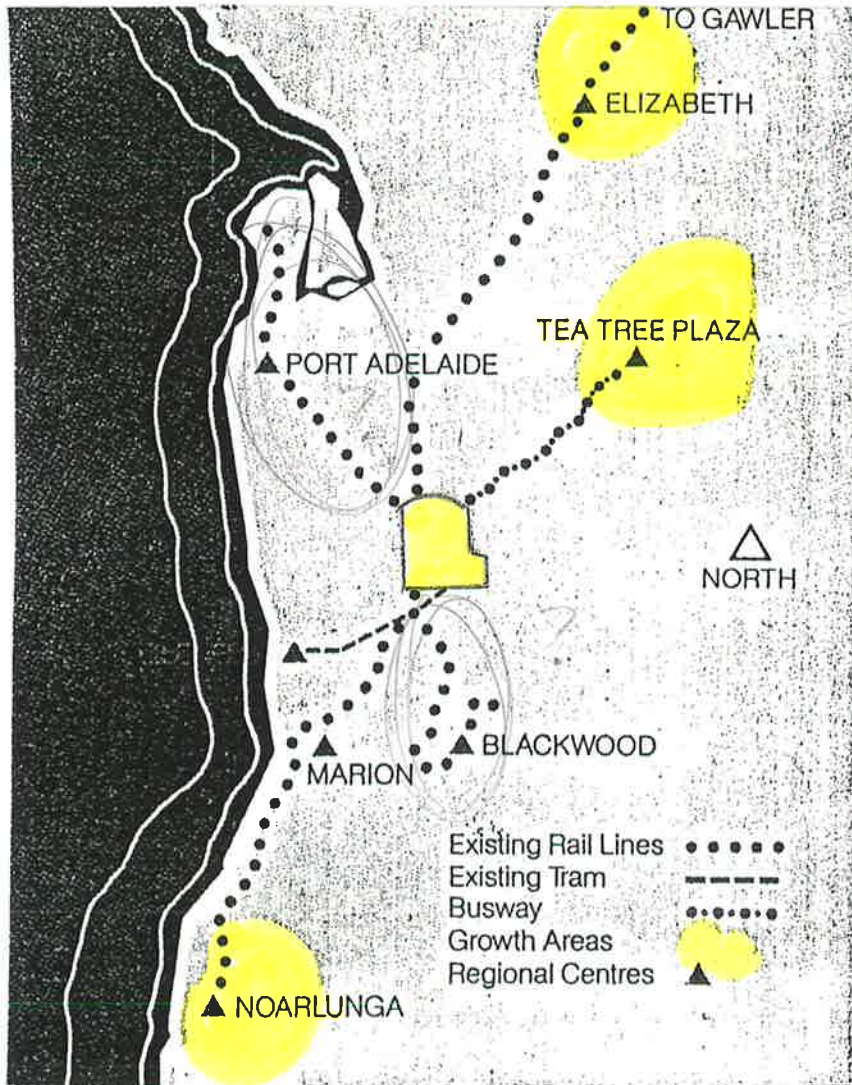 TO GAWLER
ELIZABETH
TEA TREE PLAZA
PORT ADELAIDE
NORTH
BLACKWOOD
MARION
Existing Rail Lines
Existing Tram
Busway
Growth Areas
Regional Centres
NOARLUNGA